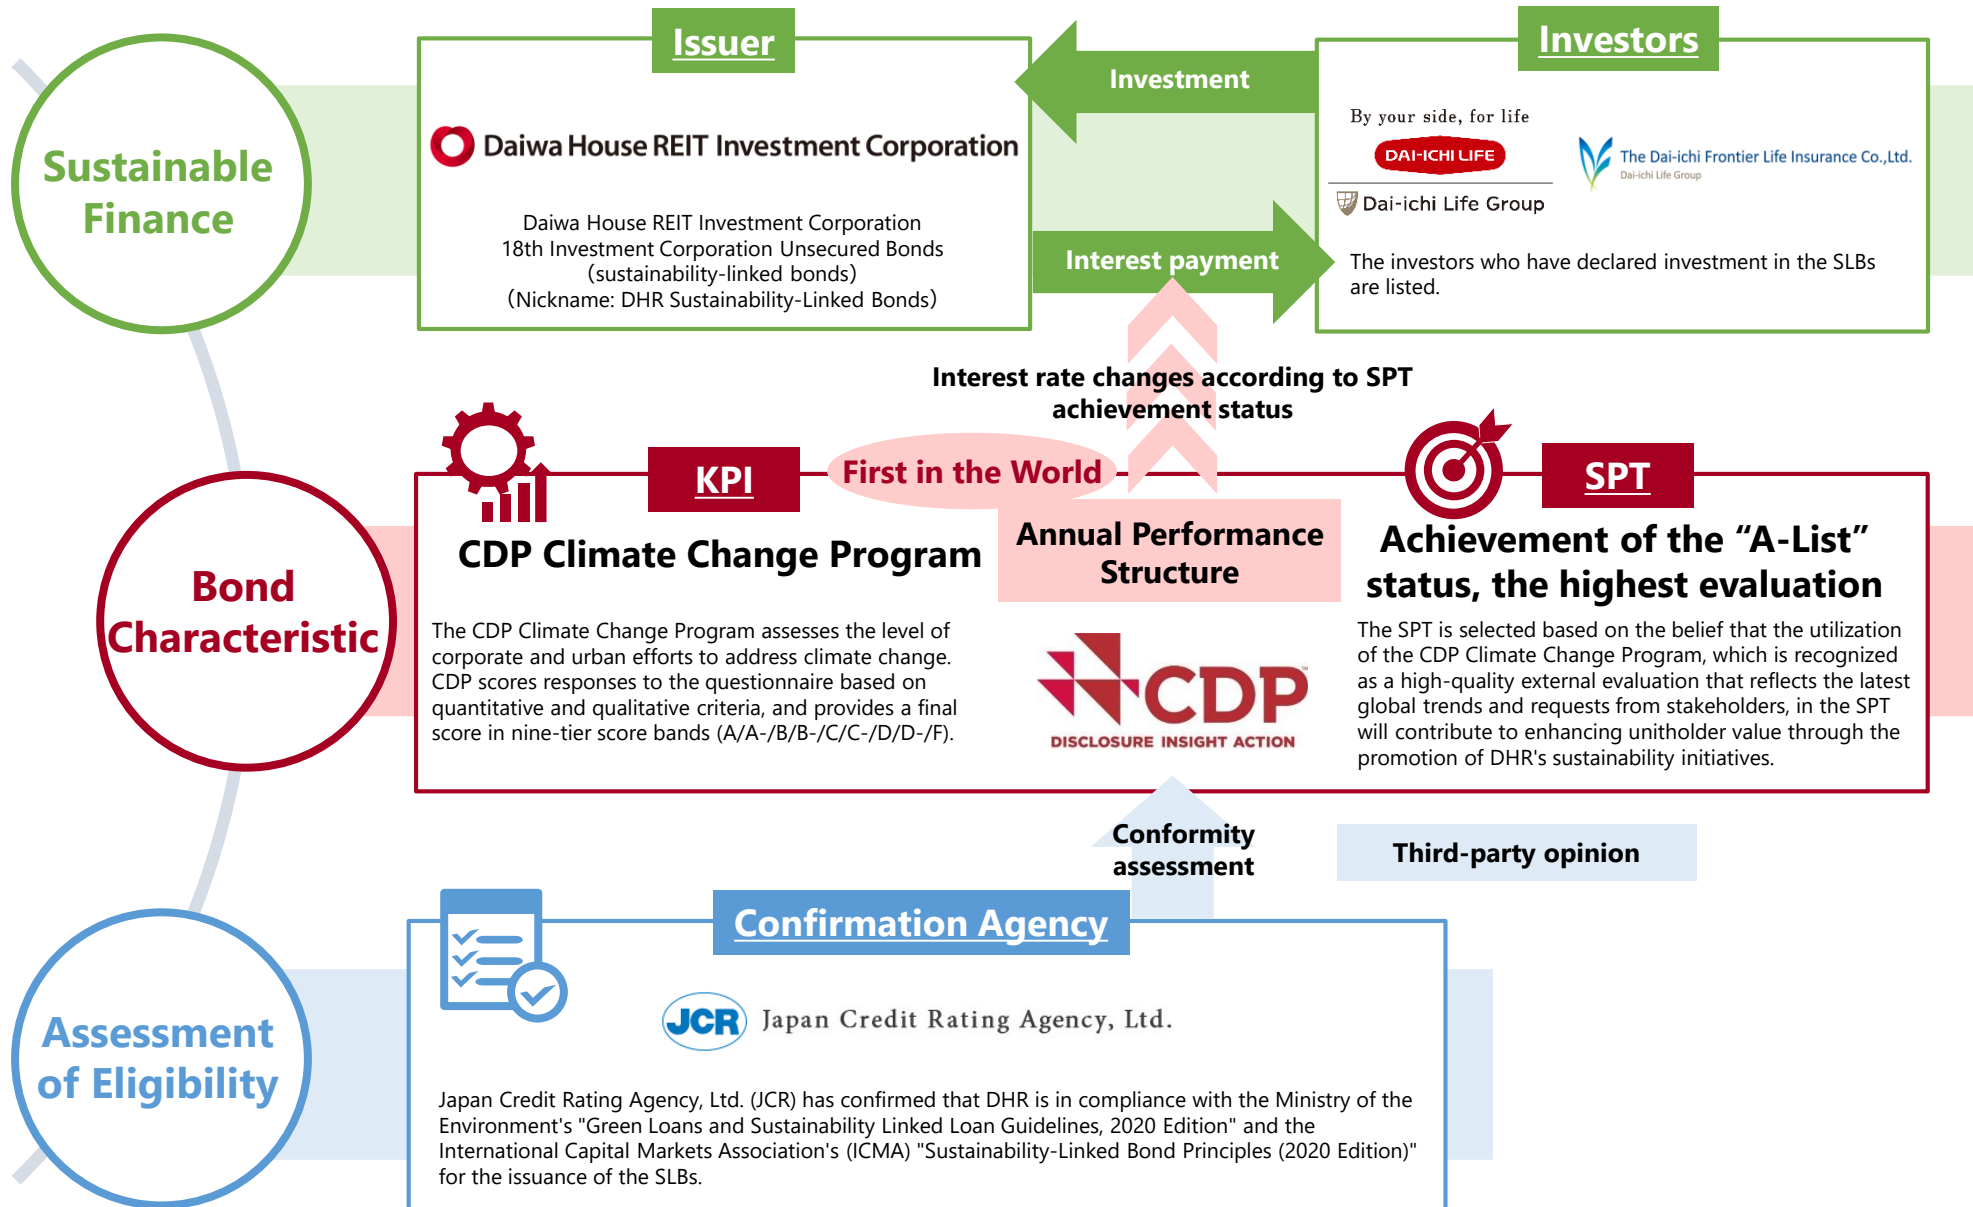 Sustainable
Finance
Issuer
Daiwa House REIT Investment Corporation
Daiwa House REIT Investment Corporation
18th Investment Corporation Unsecured Bonds
(sustainability-linked bonds)
(Nickname: DHR Sustainability-Linked Bonds)
Investment
Interest payment
Investors
By your side, for life
DAI-ICHI LIFE
Dai-ichi Life Group
The Dai-ichi Frontier Life Insurance Co.,Ltd.
Dai-ichi Life Group
The investors who have declared investment in the SLBs
are listed.
Interest rate changes according to SPT
achievement status
Bond
Characteristic
KPI
First in the World
CDP Climate Change Program
The CDP Climate Change Program assesses the level of
corporate and urban efforts to address climate change.
CDP scores responses to the questionnaire based on
quantitative and qualitative criteria, and provides a final
score in nine-tier score bands (A/A-/B/B-/C/C-/D/D-/F).
Annual Performance
Structure
CDP
DISCLOSURE INSIGHT ACTION
SPT
Achievement of the “A-List”
status, the highest evaluation
The SPT is selected based on the belief that the utilization
of the CDP Climate Change Program, which is recognized
as a high-quality external evaluation that reflects the latest
global trends and requests from stakeholders, in the SPT
will contribute to enhancing unitholder value through the
promotion of DHR's sustainability initiatives.
Conformity
assessment
Third-party opinion
Assessment
of Eligibility
Confirmation Agency
JCR Japan Credit Rating Agency, Ltd.
Japan Credit Rating Agency, Ltd. (JCR) has confirmed that DHR is in compliance with the Ministry of the
Environment's "Green Loans and Sustainability Linked Loan Guidelines, 2020 Edition" and the
International Capital Markets Association's (ICMA) "Sustainability-Linked Bond Principles (2020 Edition)"
for the issuance of the SLBs.